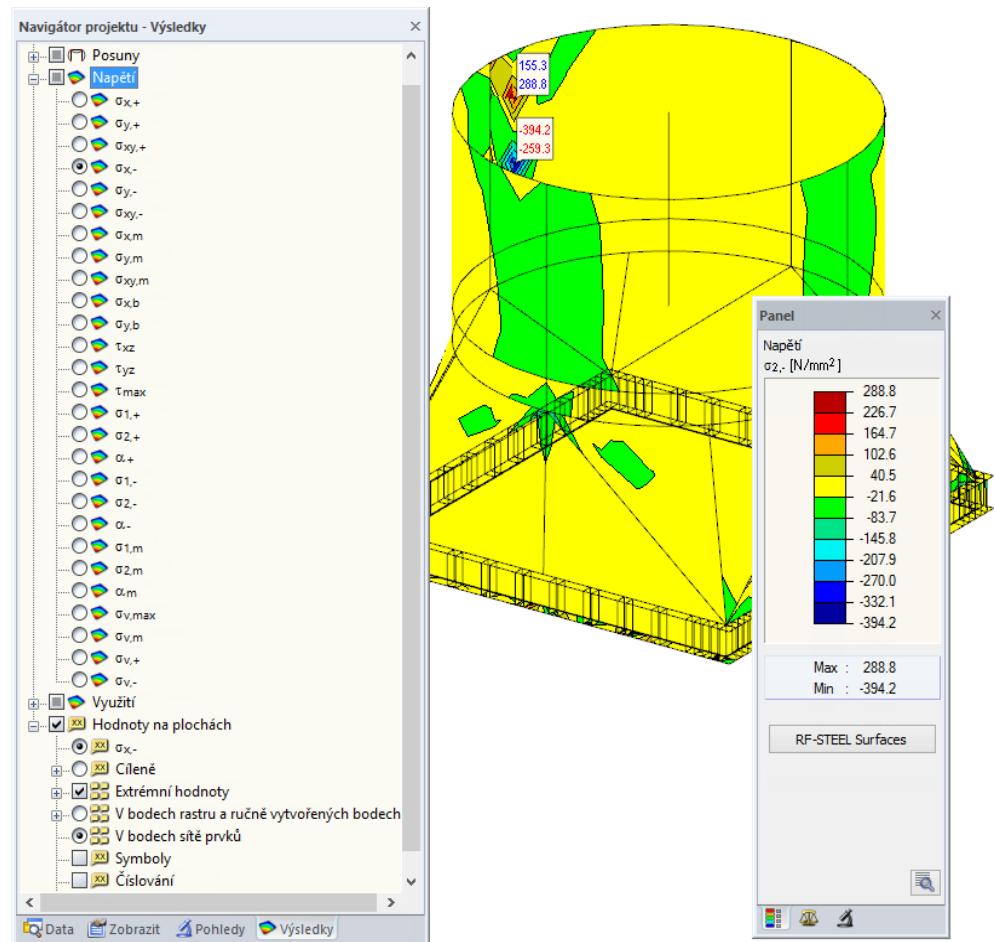 Navigátor projektu - Výsledky
Posuny
Napětí
σx,+
σy,+
σxy,+
σx,-
σy,-
σxy,-
σx,m
σy,m
σxy,m
σx,b
σy,b
τxz
τyz
τmax
σ1,+
σ2,+
α+
σ1,-
σ2,-
α-
σ1,m
σ2,m
αm
σv,max
σv,m
σv,+
σv,-
Využití
Hodnoty na plochách
σx,-
Cíleně
Extrémní hodnoty
V bodech rastru a ručně vytvořených bodech
V bodech sítě prvků
Symboly
Číslování
Data Zobrazit Pohledy Výsledky
155.3
288.8
-394.2
-259.3
Panel
Napětí
σ2,- [N/mm²]
288.8
226.7
164.7
102.6
40.5
-21.6
-83.7
-145.8
-207.9
-270.0
-332.1
-394.2
Max : 288.8
Min : -394.2
RF-STEEL Surfaces